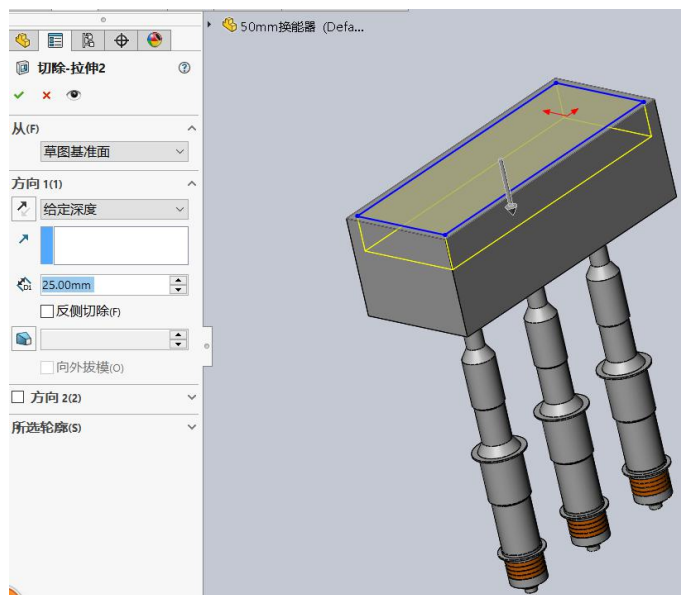 50mm换能器 (Defa...
切除-拉伸2
从(F)
草图基准面
方向 1(1)
给定深度
D1
25.00mm
反侧切除(F)
向外拔模(O)
方向 2(2)
所选轮廓(S)